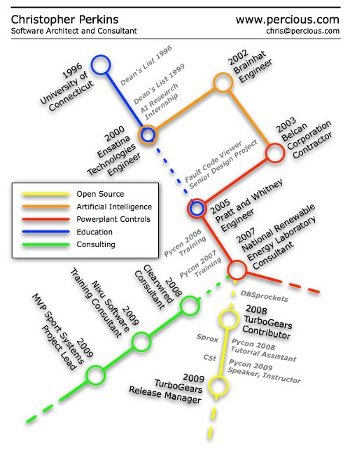 Christopher Perkins
Software Architect and Consultant
www.percious.com
chris@percious.com
1996
University of
Connecticut
Dean's List 1996
Dean's List 1999
AI Research
Internship
2002
Brainhat
Engineer
2000
Ensatina
Technologies
Engineer
2003
Belcan
Corporation
Contractor
Fault Code Viewer
Senior Design Project
Open Source
Artificial Intelligence
Powerplant Controls
Education
Consulting
2005
Pratt and Whitney
Engineer
Pycon 2006
Training
Pycon 2007
Training
2007
National Renewable
Energy Laboratory
Consultant
DBSprockets
2008
Clearwired
Consultant
2009
Nixu Software
Training Consultant
2009
MVP Sport Systems
Project Lead
2008
TurboGears
Contributor
Sprox
Pycon 2008
Tutorial Assistant
CSt
Pycon 2009
Speaker, Instructor
2009
TurboGears
Release Manager